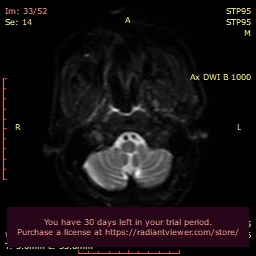 Im: 33/52
Se: 14
A
STP95
STP95
M
Ax DWI B 1000
R
L
You have 30 days left in your trial period.
Purchase a license at https://radiantviewer.com/store/